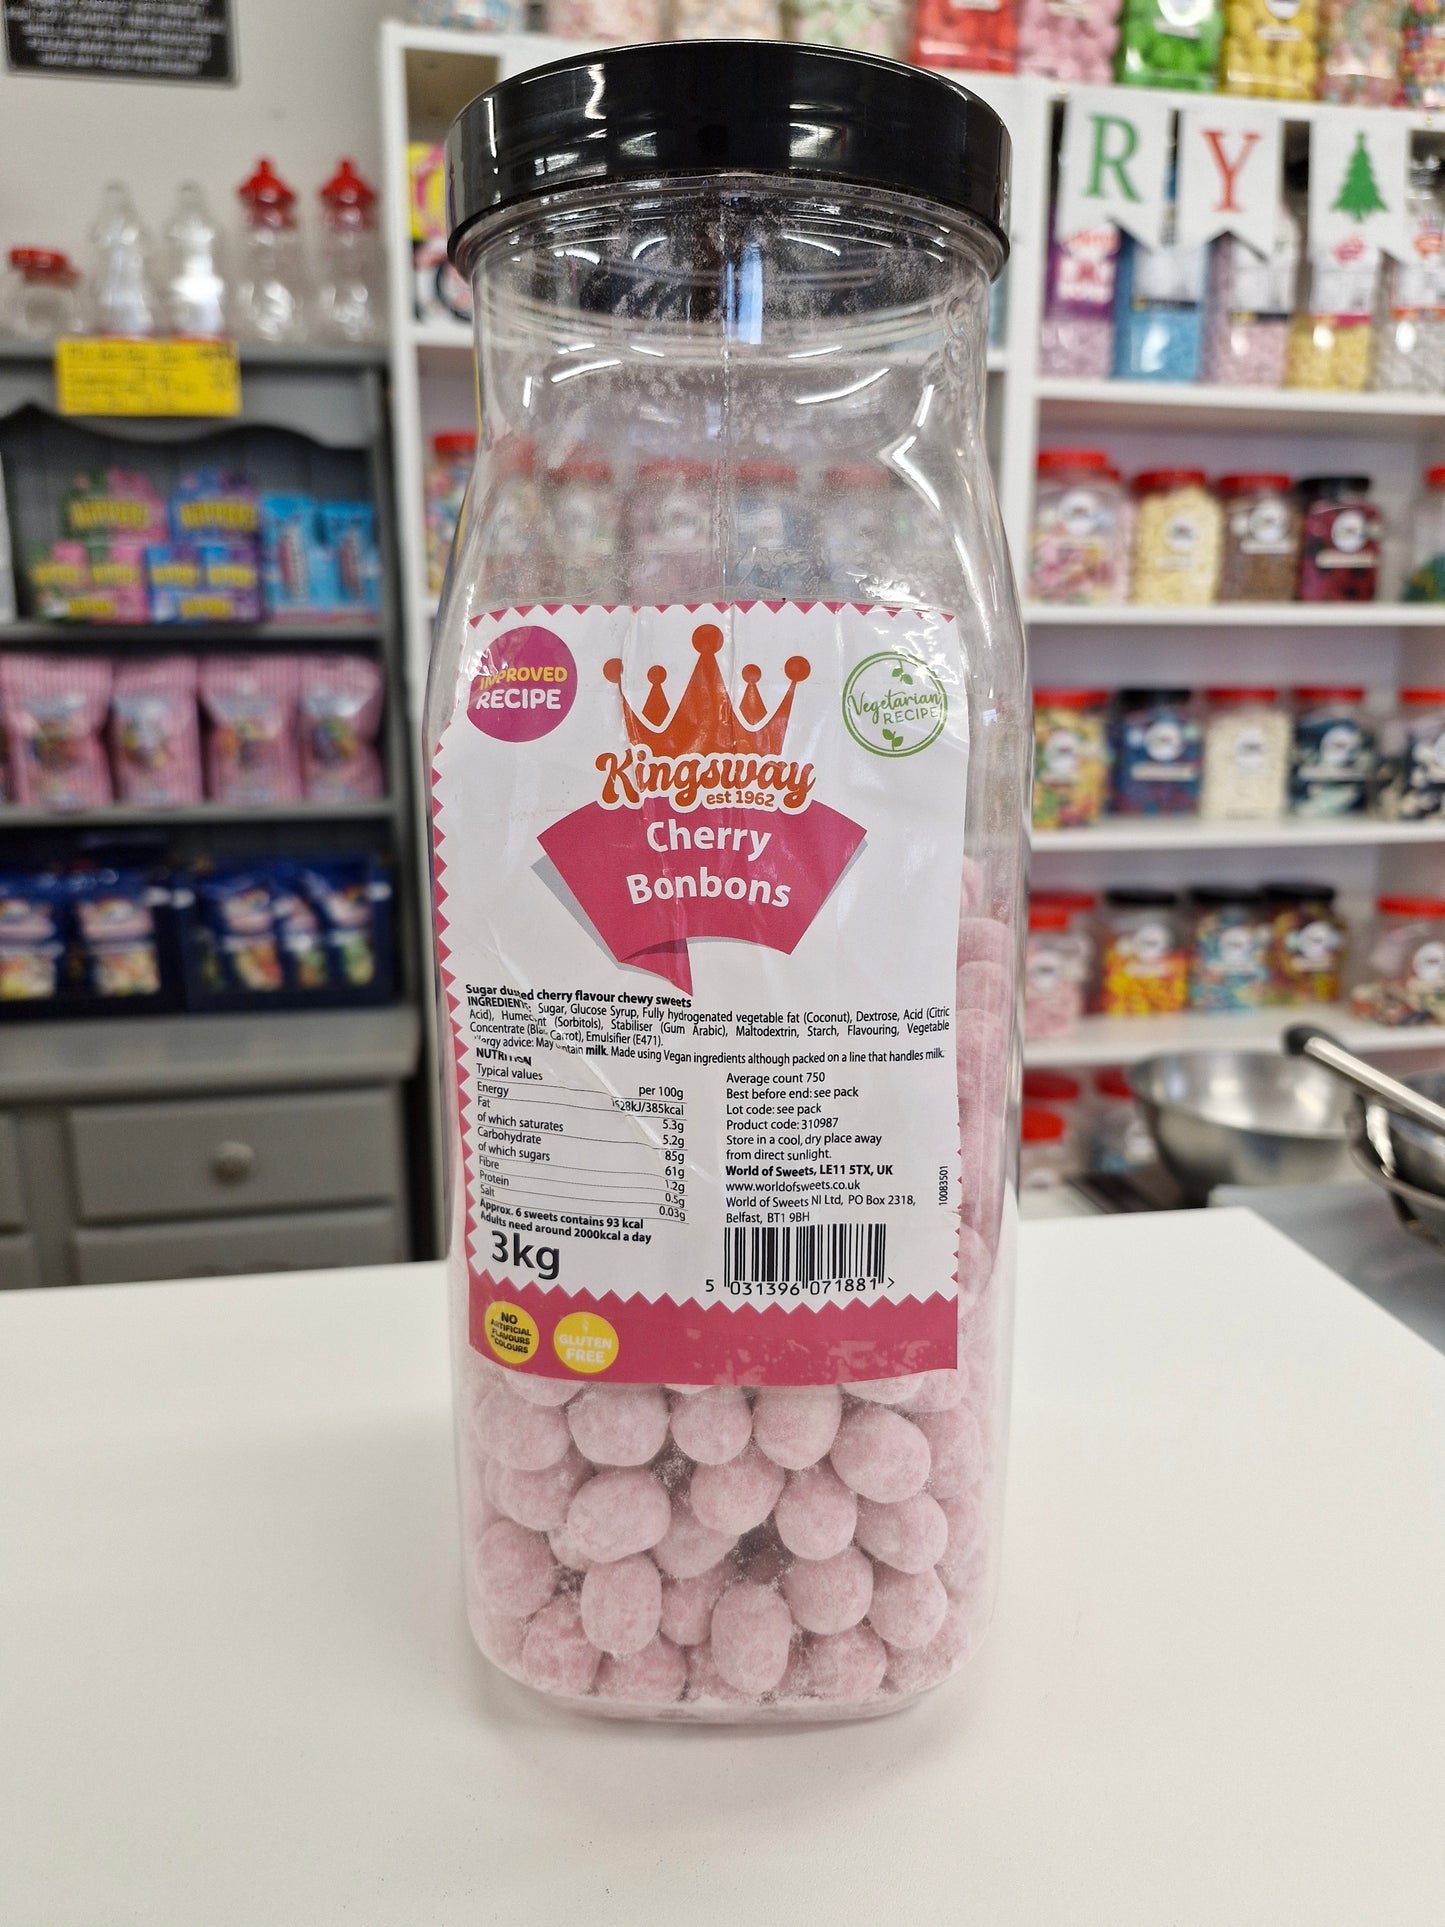 R Y
IMPROVED
RECIPE
Vegetarian
RECIPE
Kingsway
est 1962
Cherry
Bonbons
Sugar dusted cherry flavour chewy sweets
INGREDIENTS: Sugar, Glucose Syrup, Fully hydrogenated vegetable fat (Coconut), Dextrose, Acid (Citric
Acid), Humectant (Sorbitols), Stabiliser (Gum Arabic), Maltodextrin, Starch, Flavouring, Vegetable
Concentrate (Black Carrot), Emulsifier (E471).
Allergy advice: May contain milk. Made using Vegan ingredients although packed on a line that handles milk.
NUTRITION
Typical values per 100g
Energy 1628kJ/385kcal
Fat 5.3g
of which saturates 5.2g
Carbohydrate 85g
of which sugars 61g
Fibre 1.2g
Protein 0.5g
Salt 0.03g
Approx. 6 sweets contains 93 kcal
Adults need around 2000kcal a day
3kg
Average count 750
Best before end: see pack
Lot code: see pack
Product code: 310987
Store in a cool, dry place away
from direct sunlight.
World of Sweets, LE11 5TX, UK
www.worldofsweets.co.uk
World of Sweets NI Ltd, PO Box 2318,
Belfast, BT1 9BH
10083501
5 031396 071881 >
NO
ARTIFICIAL
FLAVOURS
COLOURS
GLUTEN
FREE